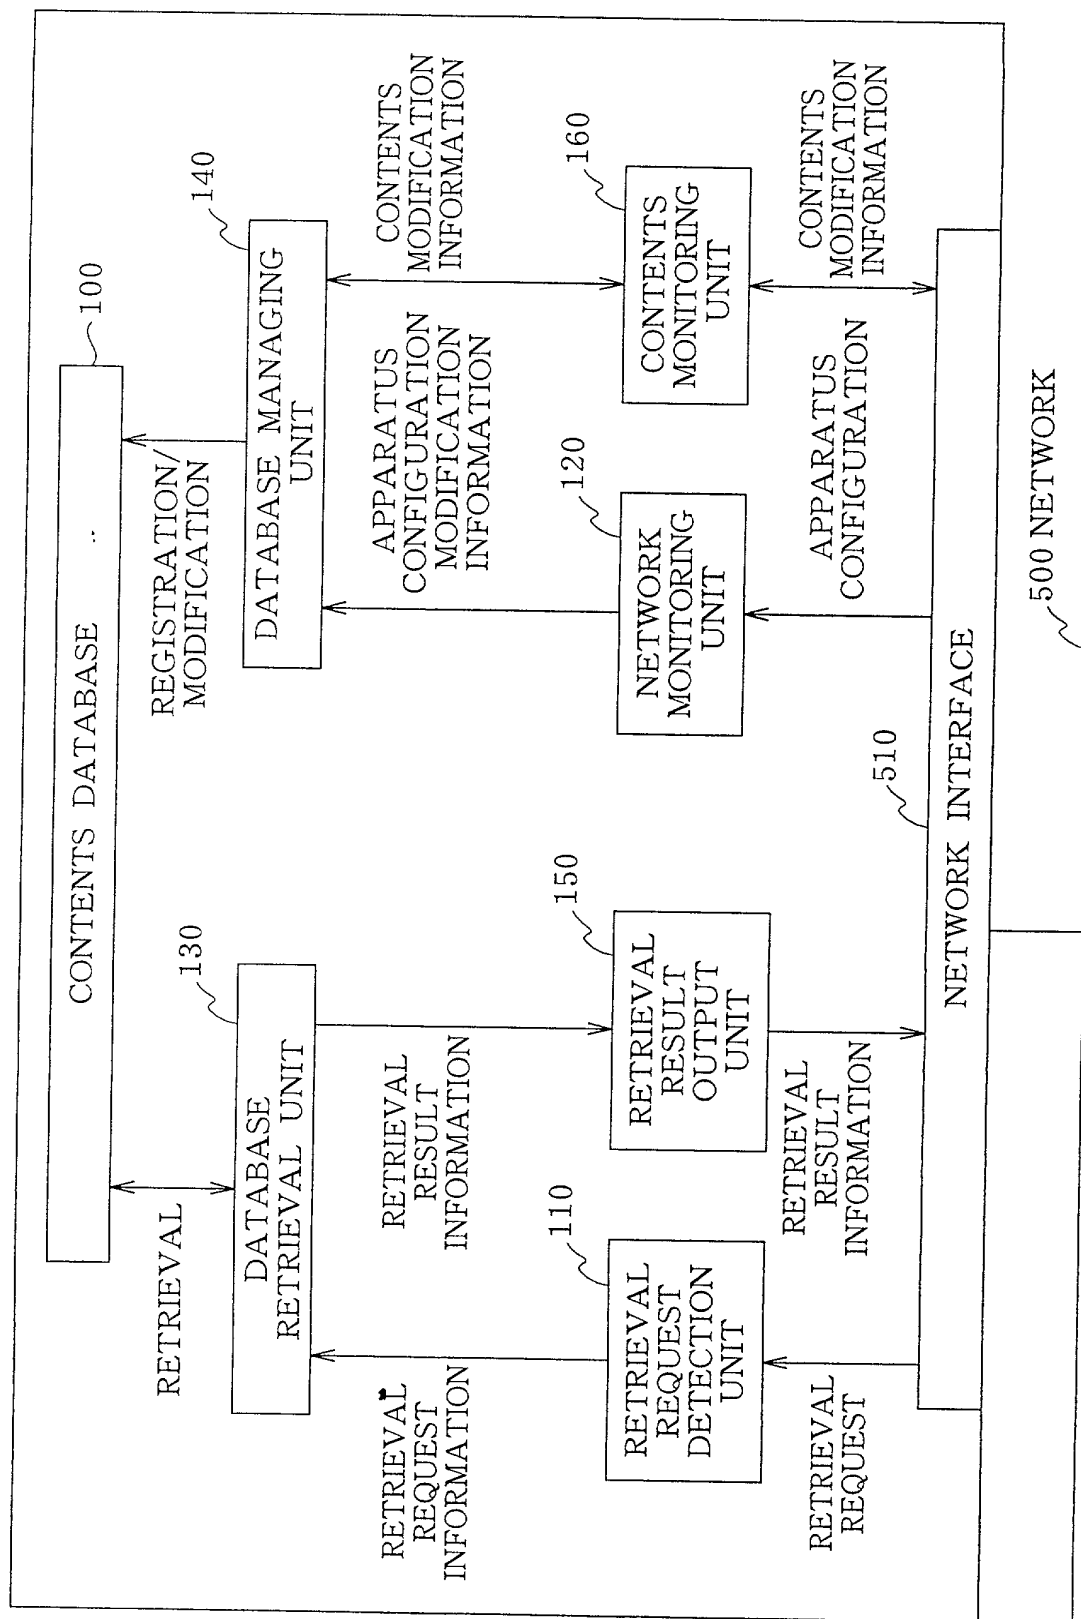 100
CONTENTS DATABASE
RETRIEVAL
REGISTRATION/
MODIFICATION
130
DATABASE
RETRIEVAL UNIT
140
DATABASE MANAGING
UNIT
RETRIEVAL
REQUEST
INFORMATION
RETRIEVAL
RESULT
INFORMATION
APPARATUS
CONFIGURATION
MODIFICATION
INFORMATION
CONTENTS
MODIFICATION
INFORMATION
110
RETRIEVAL
REQUEST
DETECTION
UNIT
150
RETRIEVAL
RESULT
OUTPUT
UNIT
120
NETWORK
MONITORING
UNIT
160
CONTENTS
MONITORING
UNIT
RETRIEVAL
REQUEST
RETRIEVAL
RESULT
INFORMATION
APPARATUS
CONFIGURATION
CONTENTS
MODIFICATION
INFORMATION
510
NETWORK INTERFACE
500 NETWORK